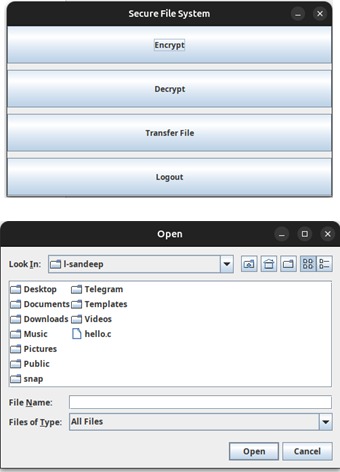 Secure File System
Encrypt
Decrypt
Transfer File
Logout
Open
Look In: l-sandeep
Desktop Telegram
Documents Templates
Downloads Videos
Music hello.c
Pictures
Public
snap
File Name:
Files of Type: All Files
Open Cancel